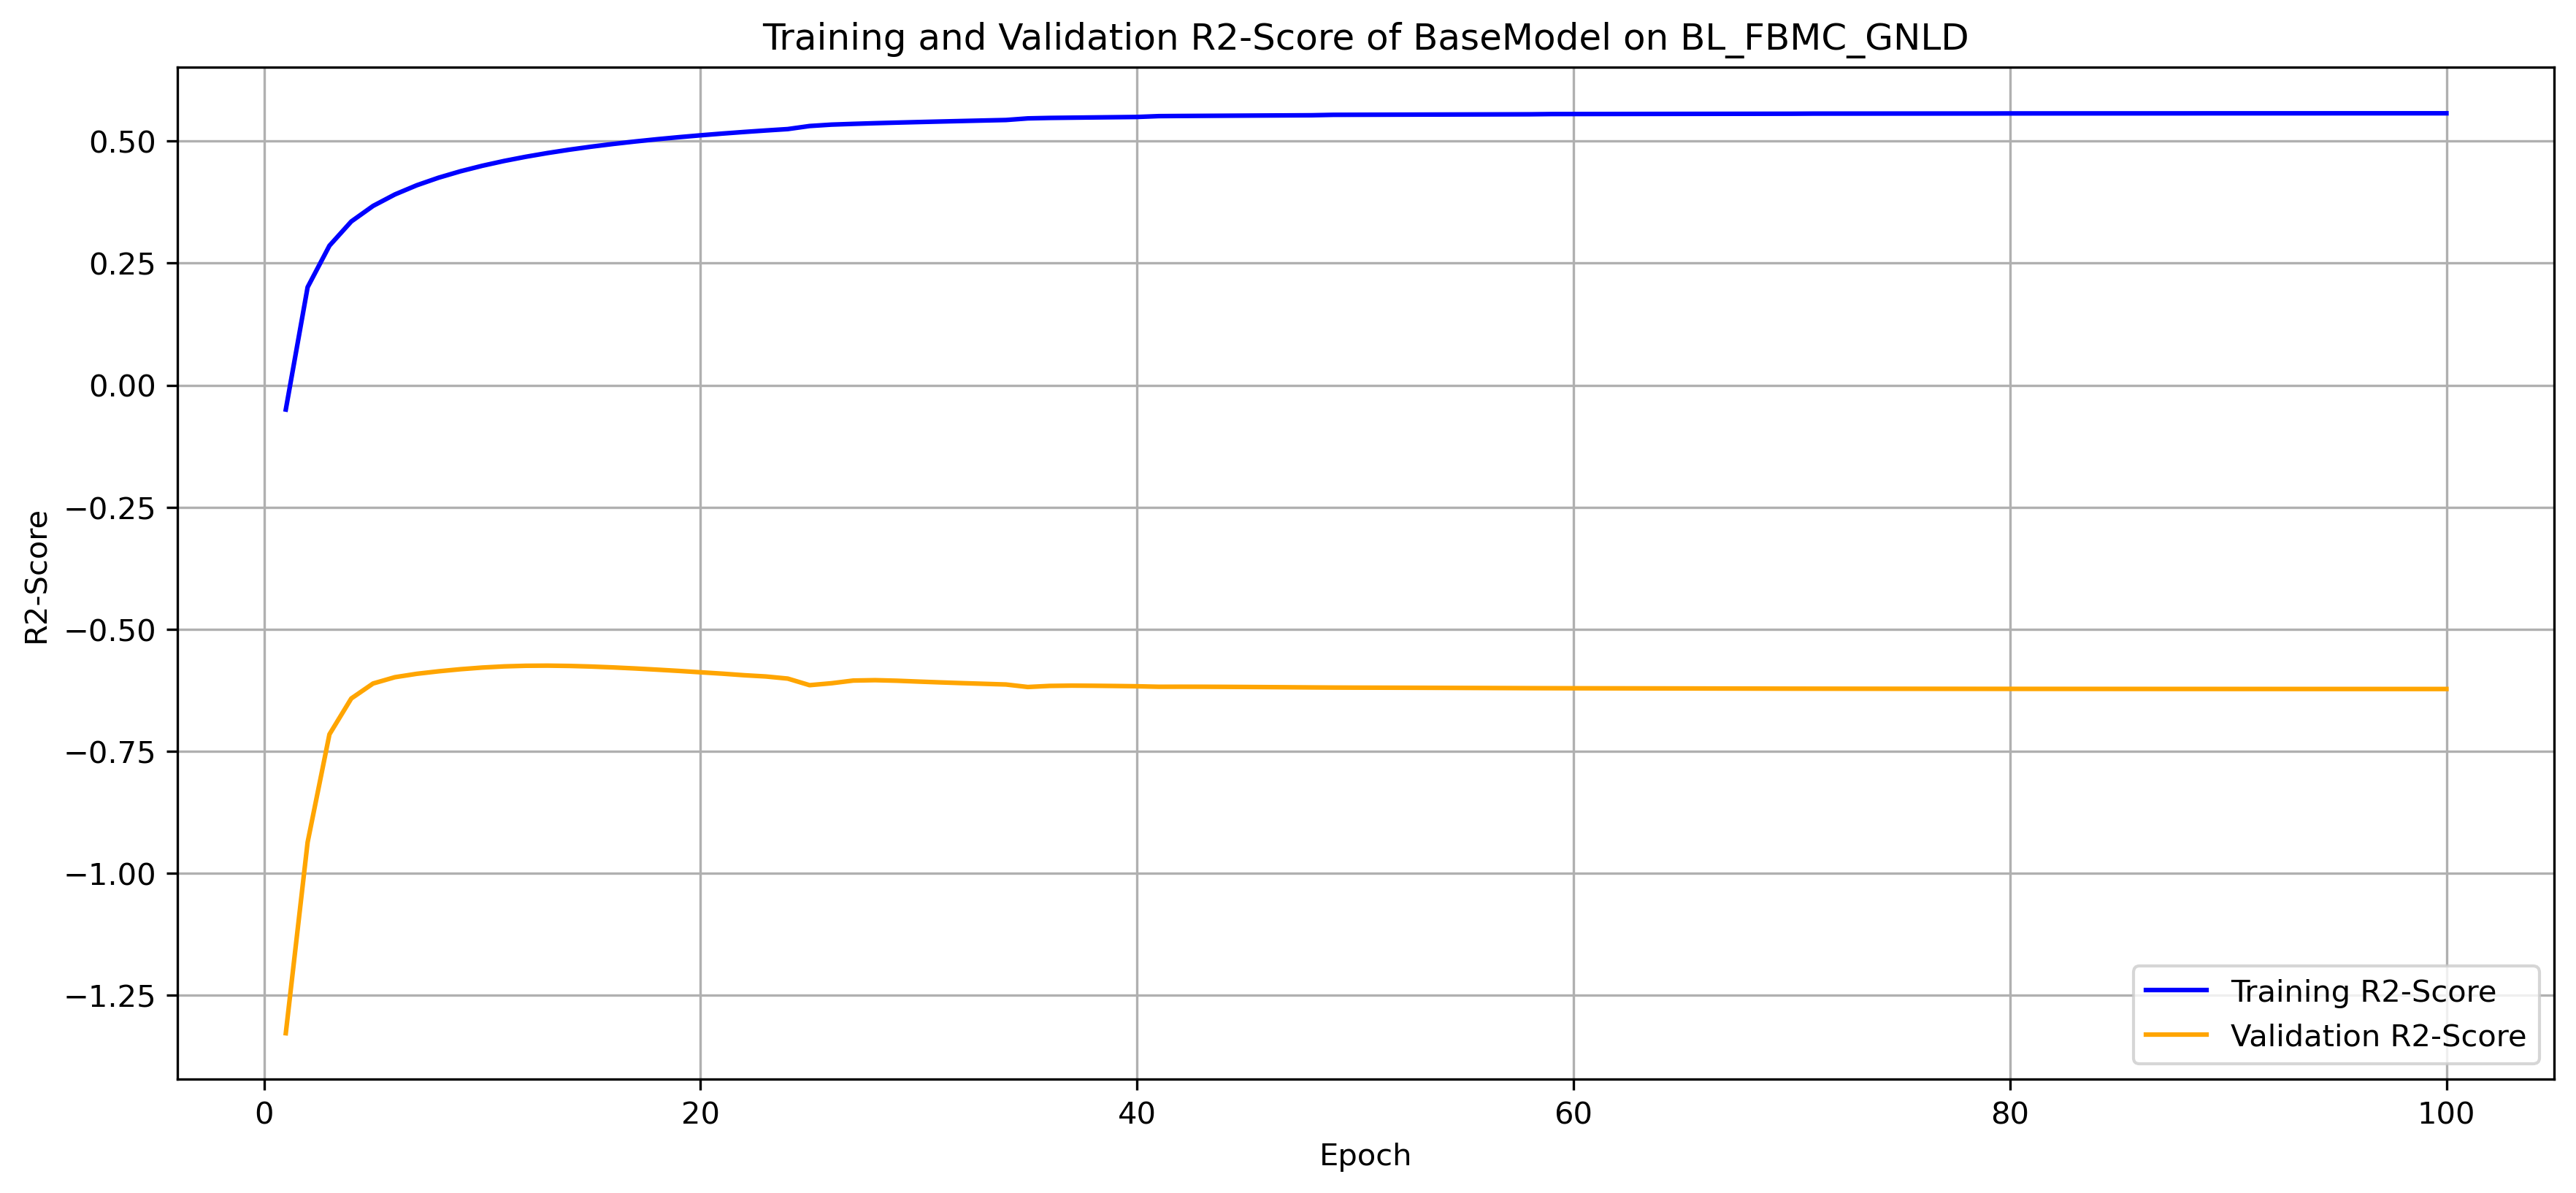 Training and Validation R2-Score of BaseModel on BL_FBMC_GNLD
R2-Score
0.50
0.25
0.00
−0.25
−0.50
−0.75
−1.00
−1.25
0 20 40 60 80 100
Epoch
Training R2-Score
Validation R2-Score